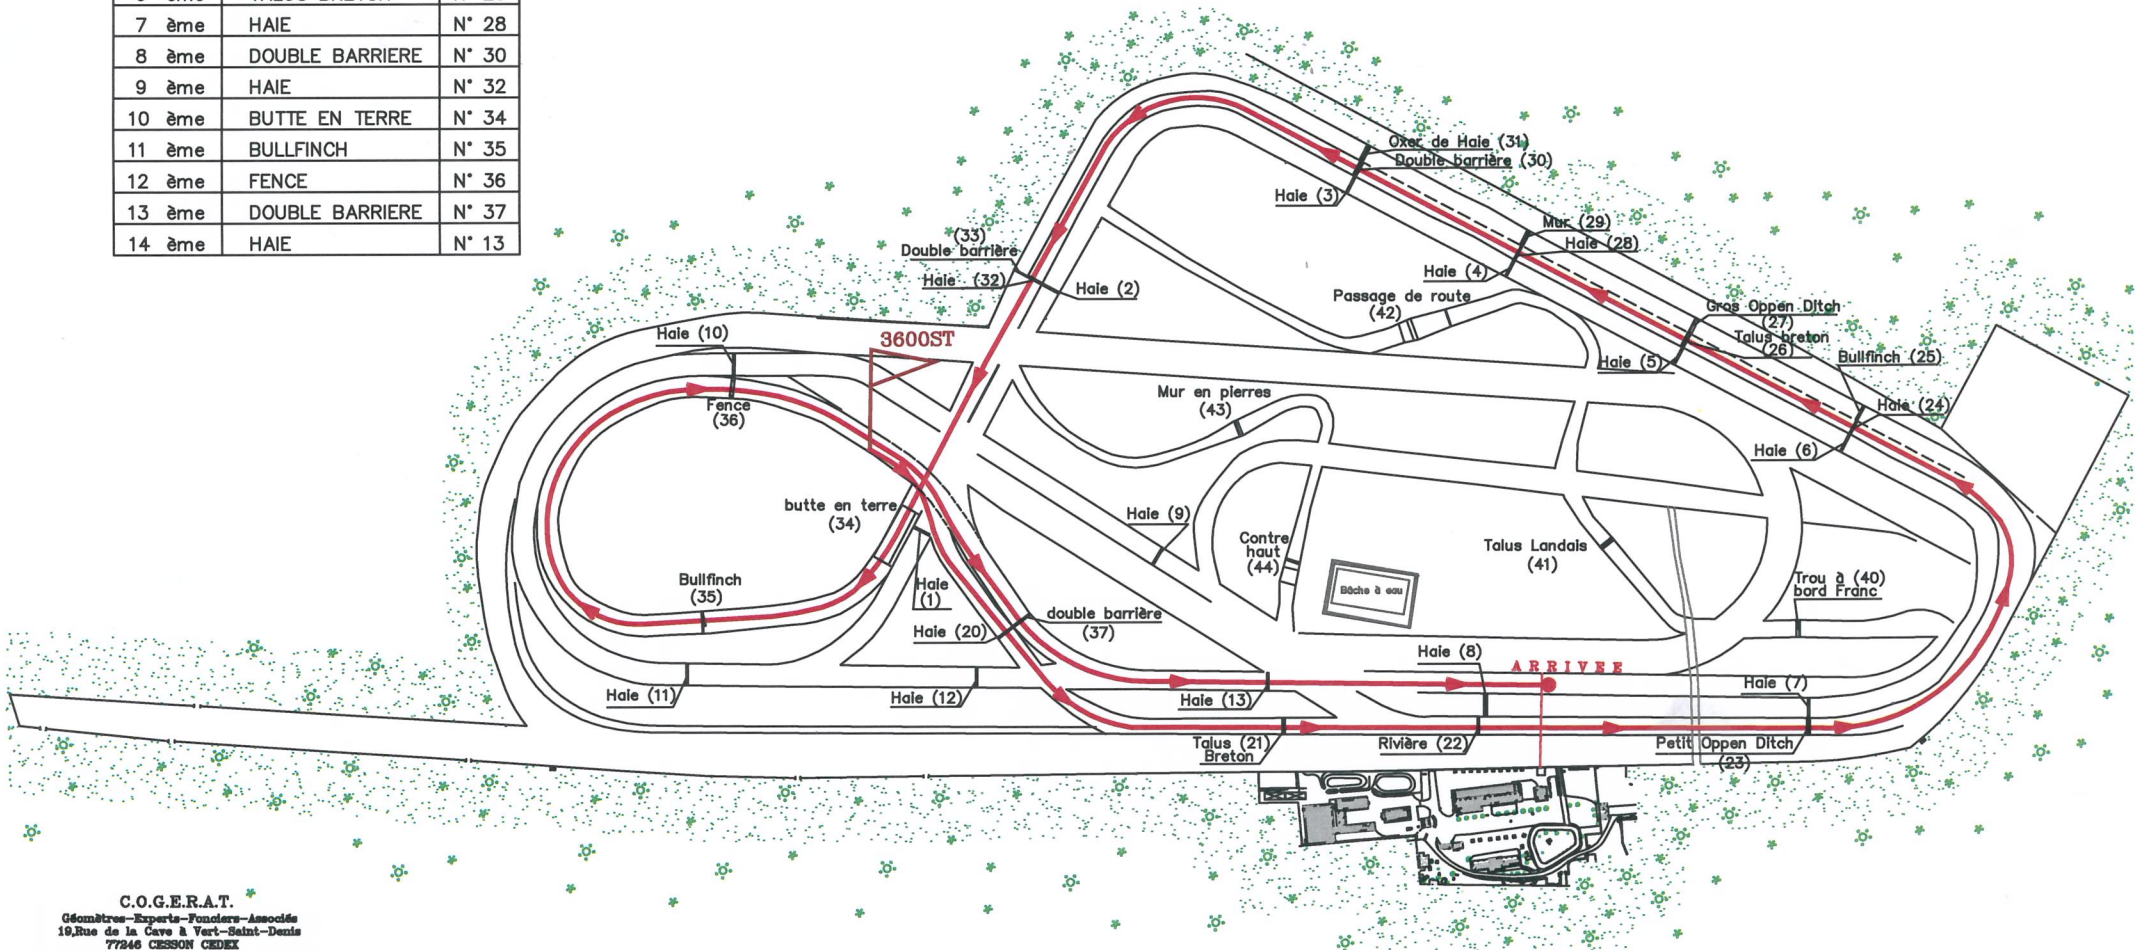 7 ème HAIE N° 28
8 ème DOUBLE BARRIERE N° 30
9 ème HAIE N° 32
10 ème BUTTE EN TERRE N° 34
11 ème BULLFINCH N° 35
12 ème FENCE N° 36
13 ème DOUBLE BARRIERE N° 37
14 ème HAIE N° 13
Oxer de Haie (31)
Double barrière (30)
Haie (3)
Mur (29)
Haie (28)
Haie (4)
(33)
Double barrière
Haie (32)
Haie (2)
Passage de route
(42)
Gros Oppen Ditch
(27)
Talus breton
(26)
Haie (5)
Bullfinch (25)
Haie (10)
3600ST
Mur en pierres
(43)
Haie (24)
Fence
(36)
Haie (6)
butte en terre
(34)
Haie (9)
Contre
haut
(44)
Talus Landais
(41)
Bâche à eau
Bullfinch
(35)
Haie
(1)
Trou à (40)
bord Franc
double barrière
(37)
Haie (20)
Haie (8)
ARRIVEE
Haie (11)
Haie (12)
Haie (13)
Haie (7)
Talus (21)
Breton
Rivière (22)
Petit Oppen Ditch
(23)
C.O.G.E.R.A.T.
Géomètres-Experts-Fonciers-Associés
19,Rue de la Cave à Vert-Saint-Denis
77246 CESSON CEDEX